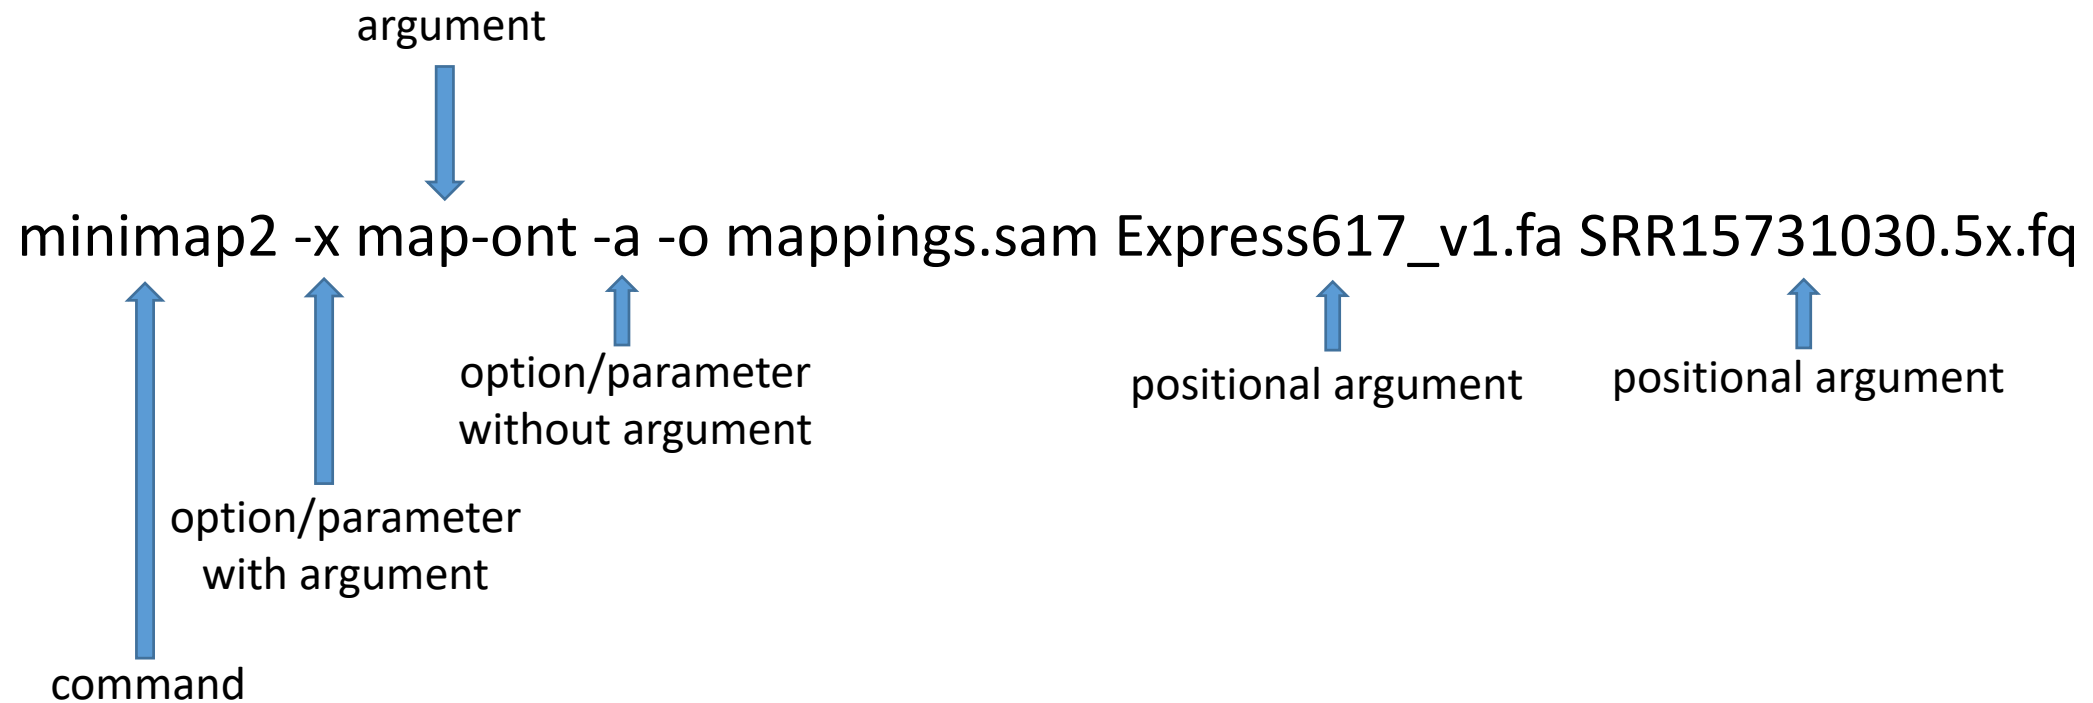 argument
minimap2 -x map-ont -a -o mappings.sam Express617_v1.fa SRR15731030.5x.fq
option/parameter
without argument
positional argument
positional argument
option/parameter
with argument
command